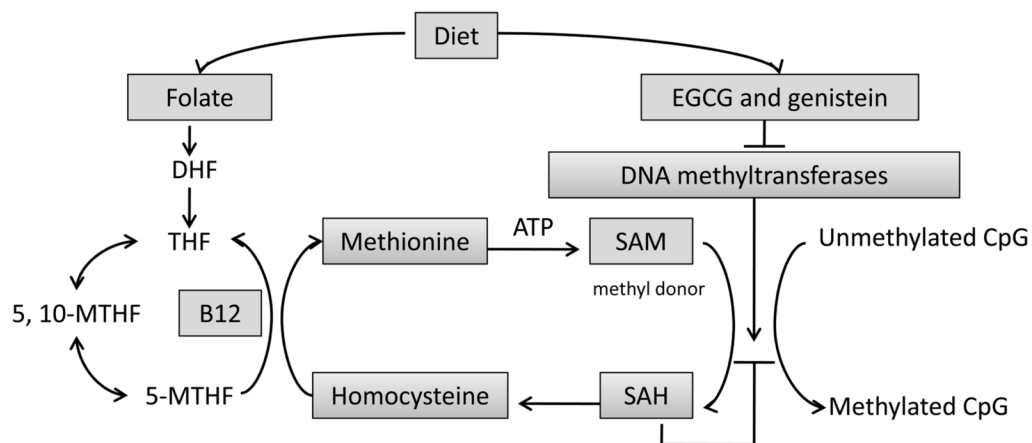 Diet
Folate
EGCG and genistein
DHF
DNA methyltransferases
THF
Methionine
ATP
SAM
Unmethylated CpG
methyl donor
5, 10-MTHF
B12
5-MTHF
Homocysteine
SAH
Methylated CpG